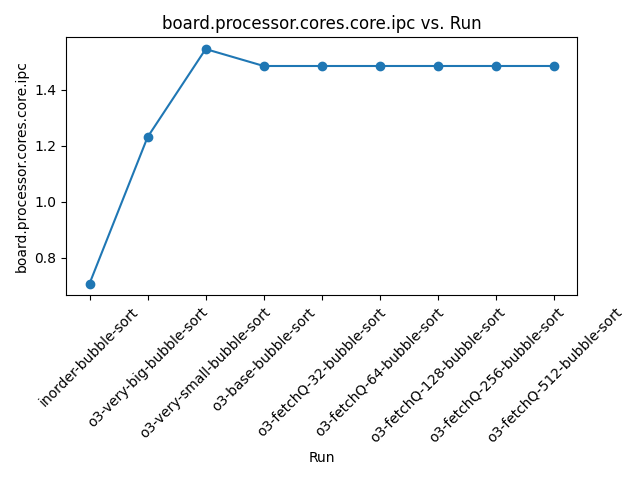 board.processor.cores.core.ipc vs. Run
board.processor.cores.core.ipc
1.4
1.2
1.0
0.8
inorder-bubble-sort
o3-very-big-bubble-sort
o3-very-small-bubble-sort
o3-base-bubble-sort
o3-fetchQ-32-bubble-sort
o3-fetchQ-64-bubble-sort
o3-fetchQ-128-bubble-sort
o3-fetchQ-256-bubble-sort
o3-fetchQ-512-bubble-sort
Run